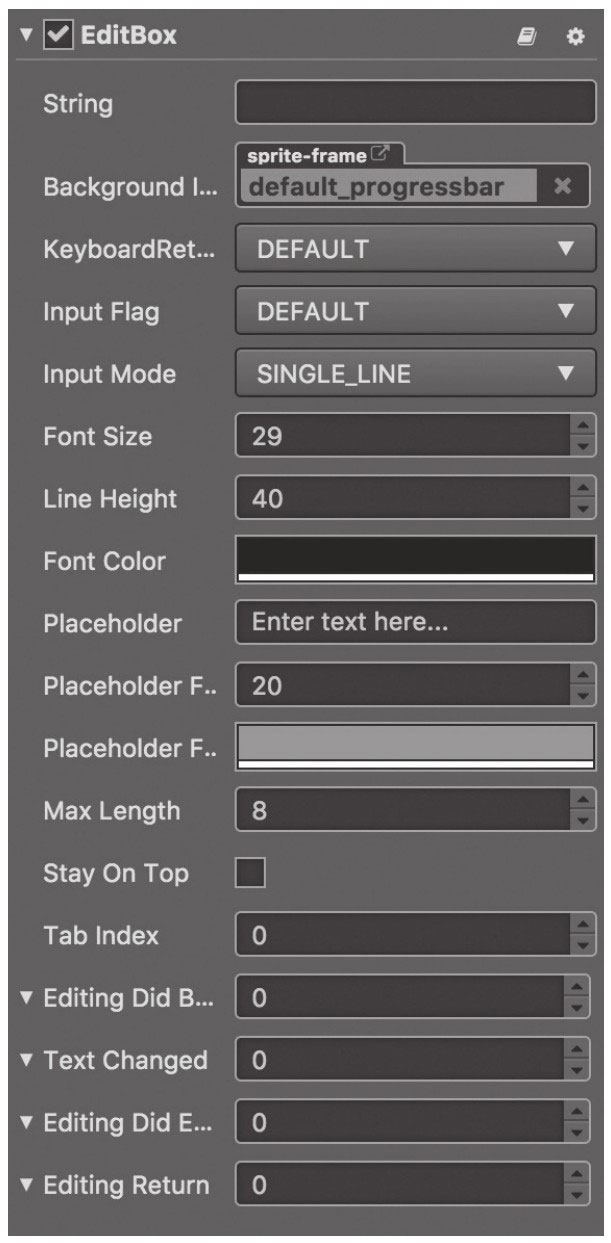 EditBox
String
sprite-frame
Background I... default_progressbar
KeyboardRet... DEFAULT
Input Flag DEFAULT
Input Mode SINGLE_LINE
Font Size 29
Line Height 40
Font Color
Placeholder Enter text here...
Placeholder F.. 20
Placeholder F..
Max Length 8
Stay On Top
Tab Index 0
Editing Did B... 0
Text Changed 0
Editing Did E... 0
Editing Return 0